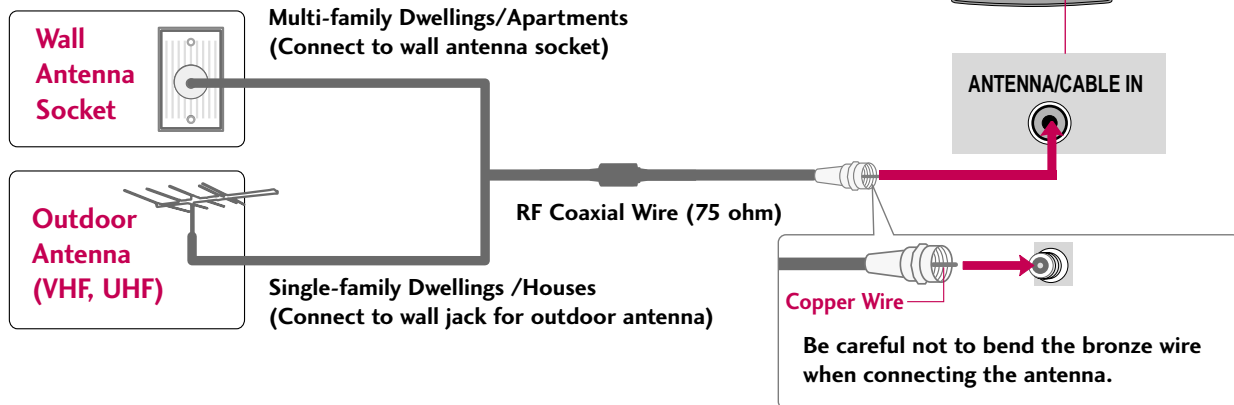 Wall
Antenna
Socket
Multi-family Dwellings/Apartments
(Connect to wall antenna socket)
ANTENNA/CABLE IN
Outdoor
Antenna
(VHF, UHF)
RF Coaxial Wire (75 ohm)
Single-family Dwellings /Houses
(Connect to wall jack for outdoor antenna)
Copper Wire
Be careful not to bend the bronze wire
when connecting the antenna.